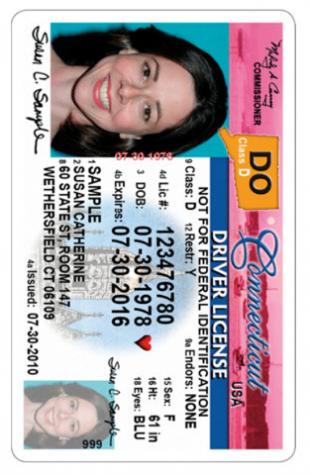 Connecticut USA
DRIVER LICENSE
NOT FOR FEDERAL IDENTIFICATION
DO
Class D
COMMISSIONER
9 Class: D 12 Restr: Y 9a Endors: NONE
4d Lic #: 123476780
3 DOB: 07-30-1978
4b Expires: 07-30-2016
15 Sex: F
16 Ht: 61 in
18 Eyes: BLU
07-30-1978
1 SAMPLE
2 SUSAN CATHERINE
8 60 STATE ST, ROOM 147
WETHERSFIELD CT 06109
4a Issued: 07-30-2010
Susan C. Sample
Susan C. Sample
999